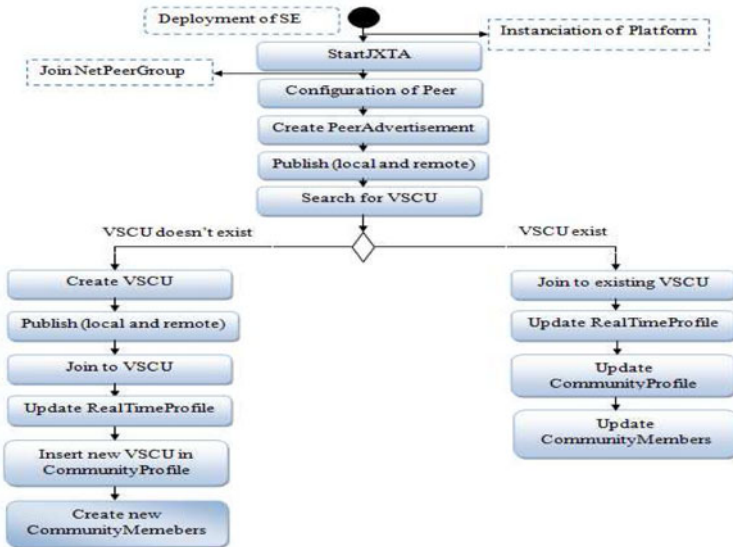 Deployment of SE
Instanciation of Platform
StartJXTA
Join NetPeerGroup
Configuration of Peer
Create PeerAdvertisement
Publish (local and remote)
Search for VSCU
VSCU doesn't exist
VSCU exist
Create VSCU
Publish (local and remote)
Join to VSCU
Update RealTimeProfile
Insert new VSCU in
CommunityProfile
Create new
CommunityMemebers
Join to existing VSCU
Update RealTimeProfile
Update
CommunityProfile
Update
CommunityMembers